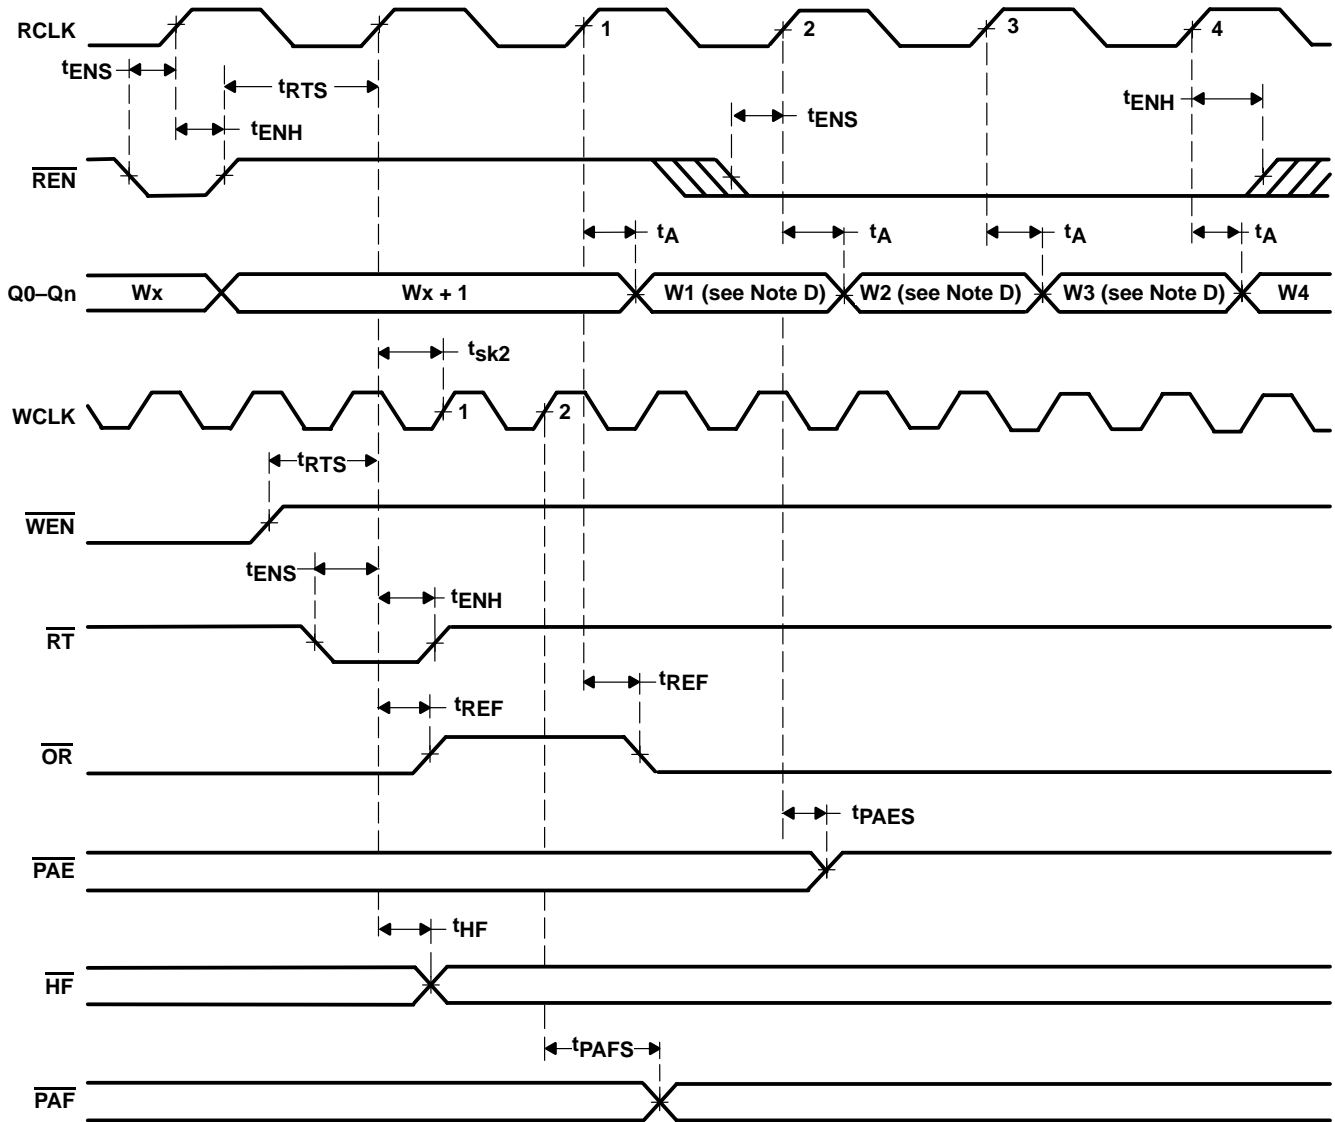 RCLK
1
2
3
4
tENS
tRTS
tENH
tENH
tENS
REN
tA
tA
tA
tA
Q0–Qn
Wx
Wx + 1
W1 (see Note D)
W2 (see Note D)
W3 (see Note D)
W4
tsk2
WCLK
1
2
tRTS
WEN
tENS
tENH
RT
tREF
tREF
OR
tPAES
PAE
tHF
HF
tPAFS
PAF